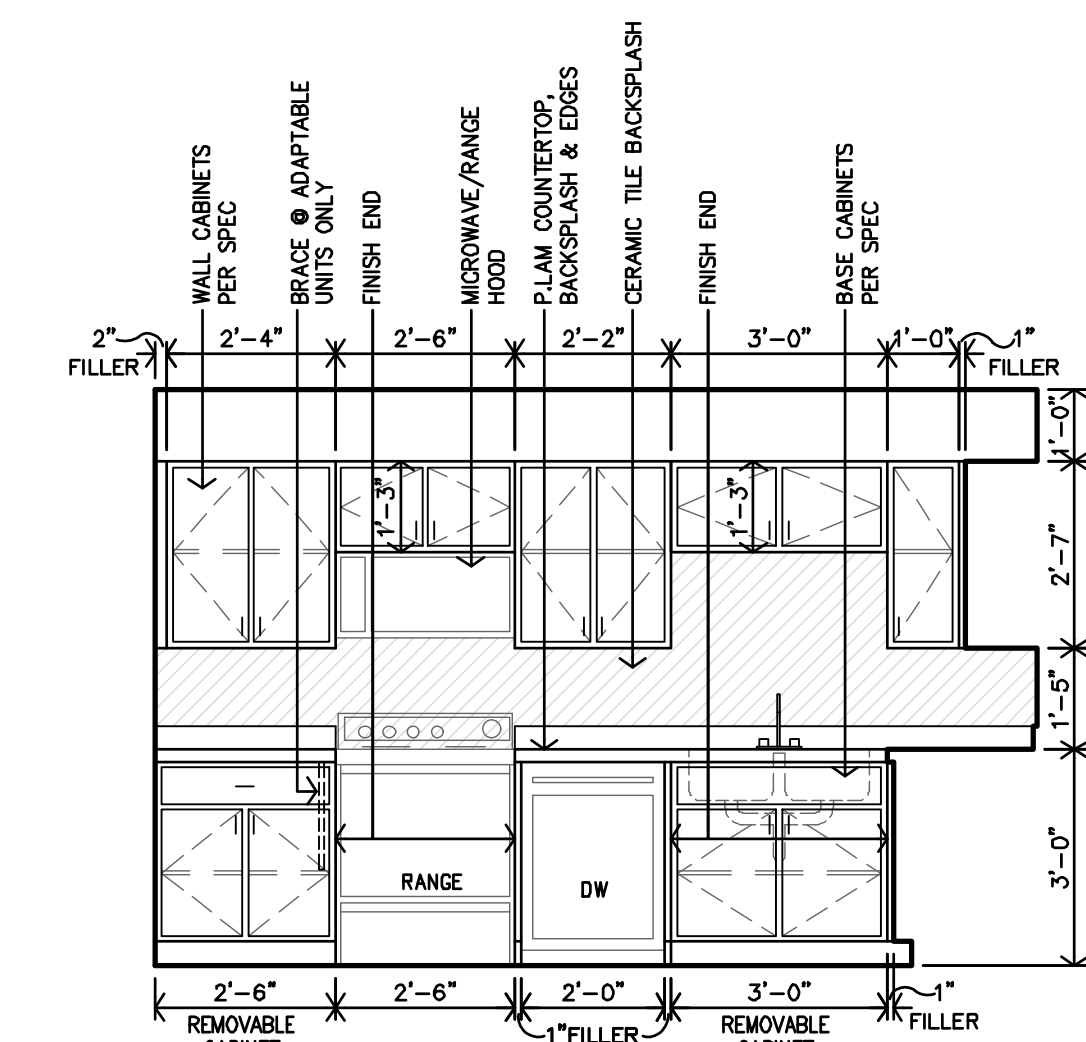 WALL CABINETS
PER SPEC
BRACE @ ADAPTABLE
UNITS ONLY
FINISH END
MICROWAVE/RANGE
HOOD
P.LAM COUNTERTOP,
BACKSPLASH & EDGES
CERAMIC TILE BACKSPLASH
FINISH END
BASE CABINETS
PER SPEC
2"
FILLER
2'-4"
2'-6"
2'-2"
3'-0"
1'-0"
1"
FILLER
1'-0"
1'-3"
1'-3"
2'-7"
1'-5"
3'-0"
RANGE
DW
2'-6"
REMOVABLE
CABINET
2'-6"
2'-0"
1"FILLER
3'-0"
REMOVABLE
CABINET
1"
FILLER